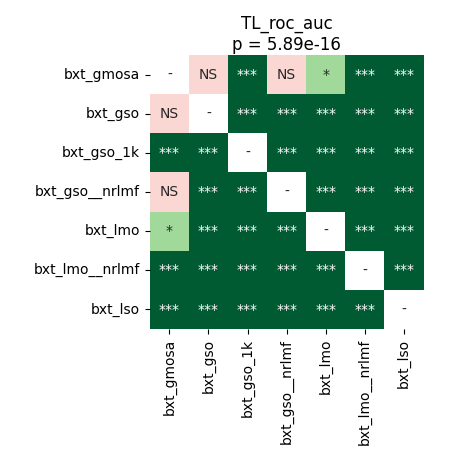 TL_roc_auc
p = 5.89e-16
bxt_gmosa - NS *** NS * *** ***
bxt_gso NS - *** *** *** *** ***
bxt_gso_1k *** *** - *** *** *** ***
bxt_gso__nrlmf NS *** *** - *** *** ***
bxt_lmo * *** *** *** - *** ***
bxt_lmo__nrlmf *** *** *** *** *** - ***
bxt_lso *** *** *** *** *** *** -
bxt_gmosa
bxt_gso
bxt_gso_1k
bxt_gso__nrlmf
bxt_lmo
bxt_lmo__nrlmf
bxt_lso